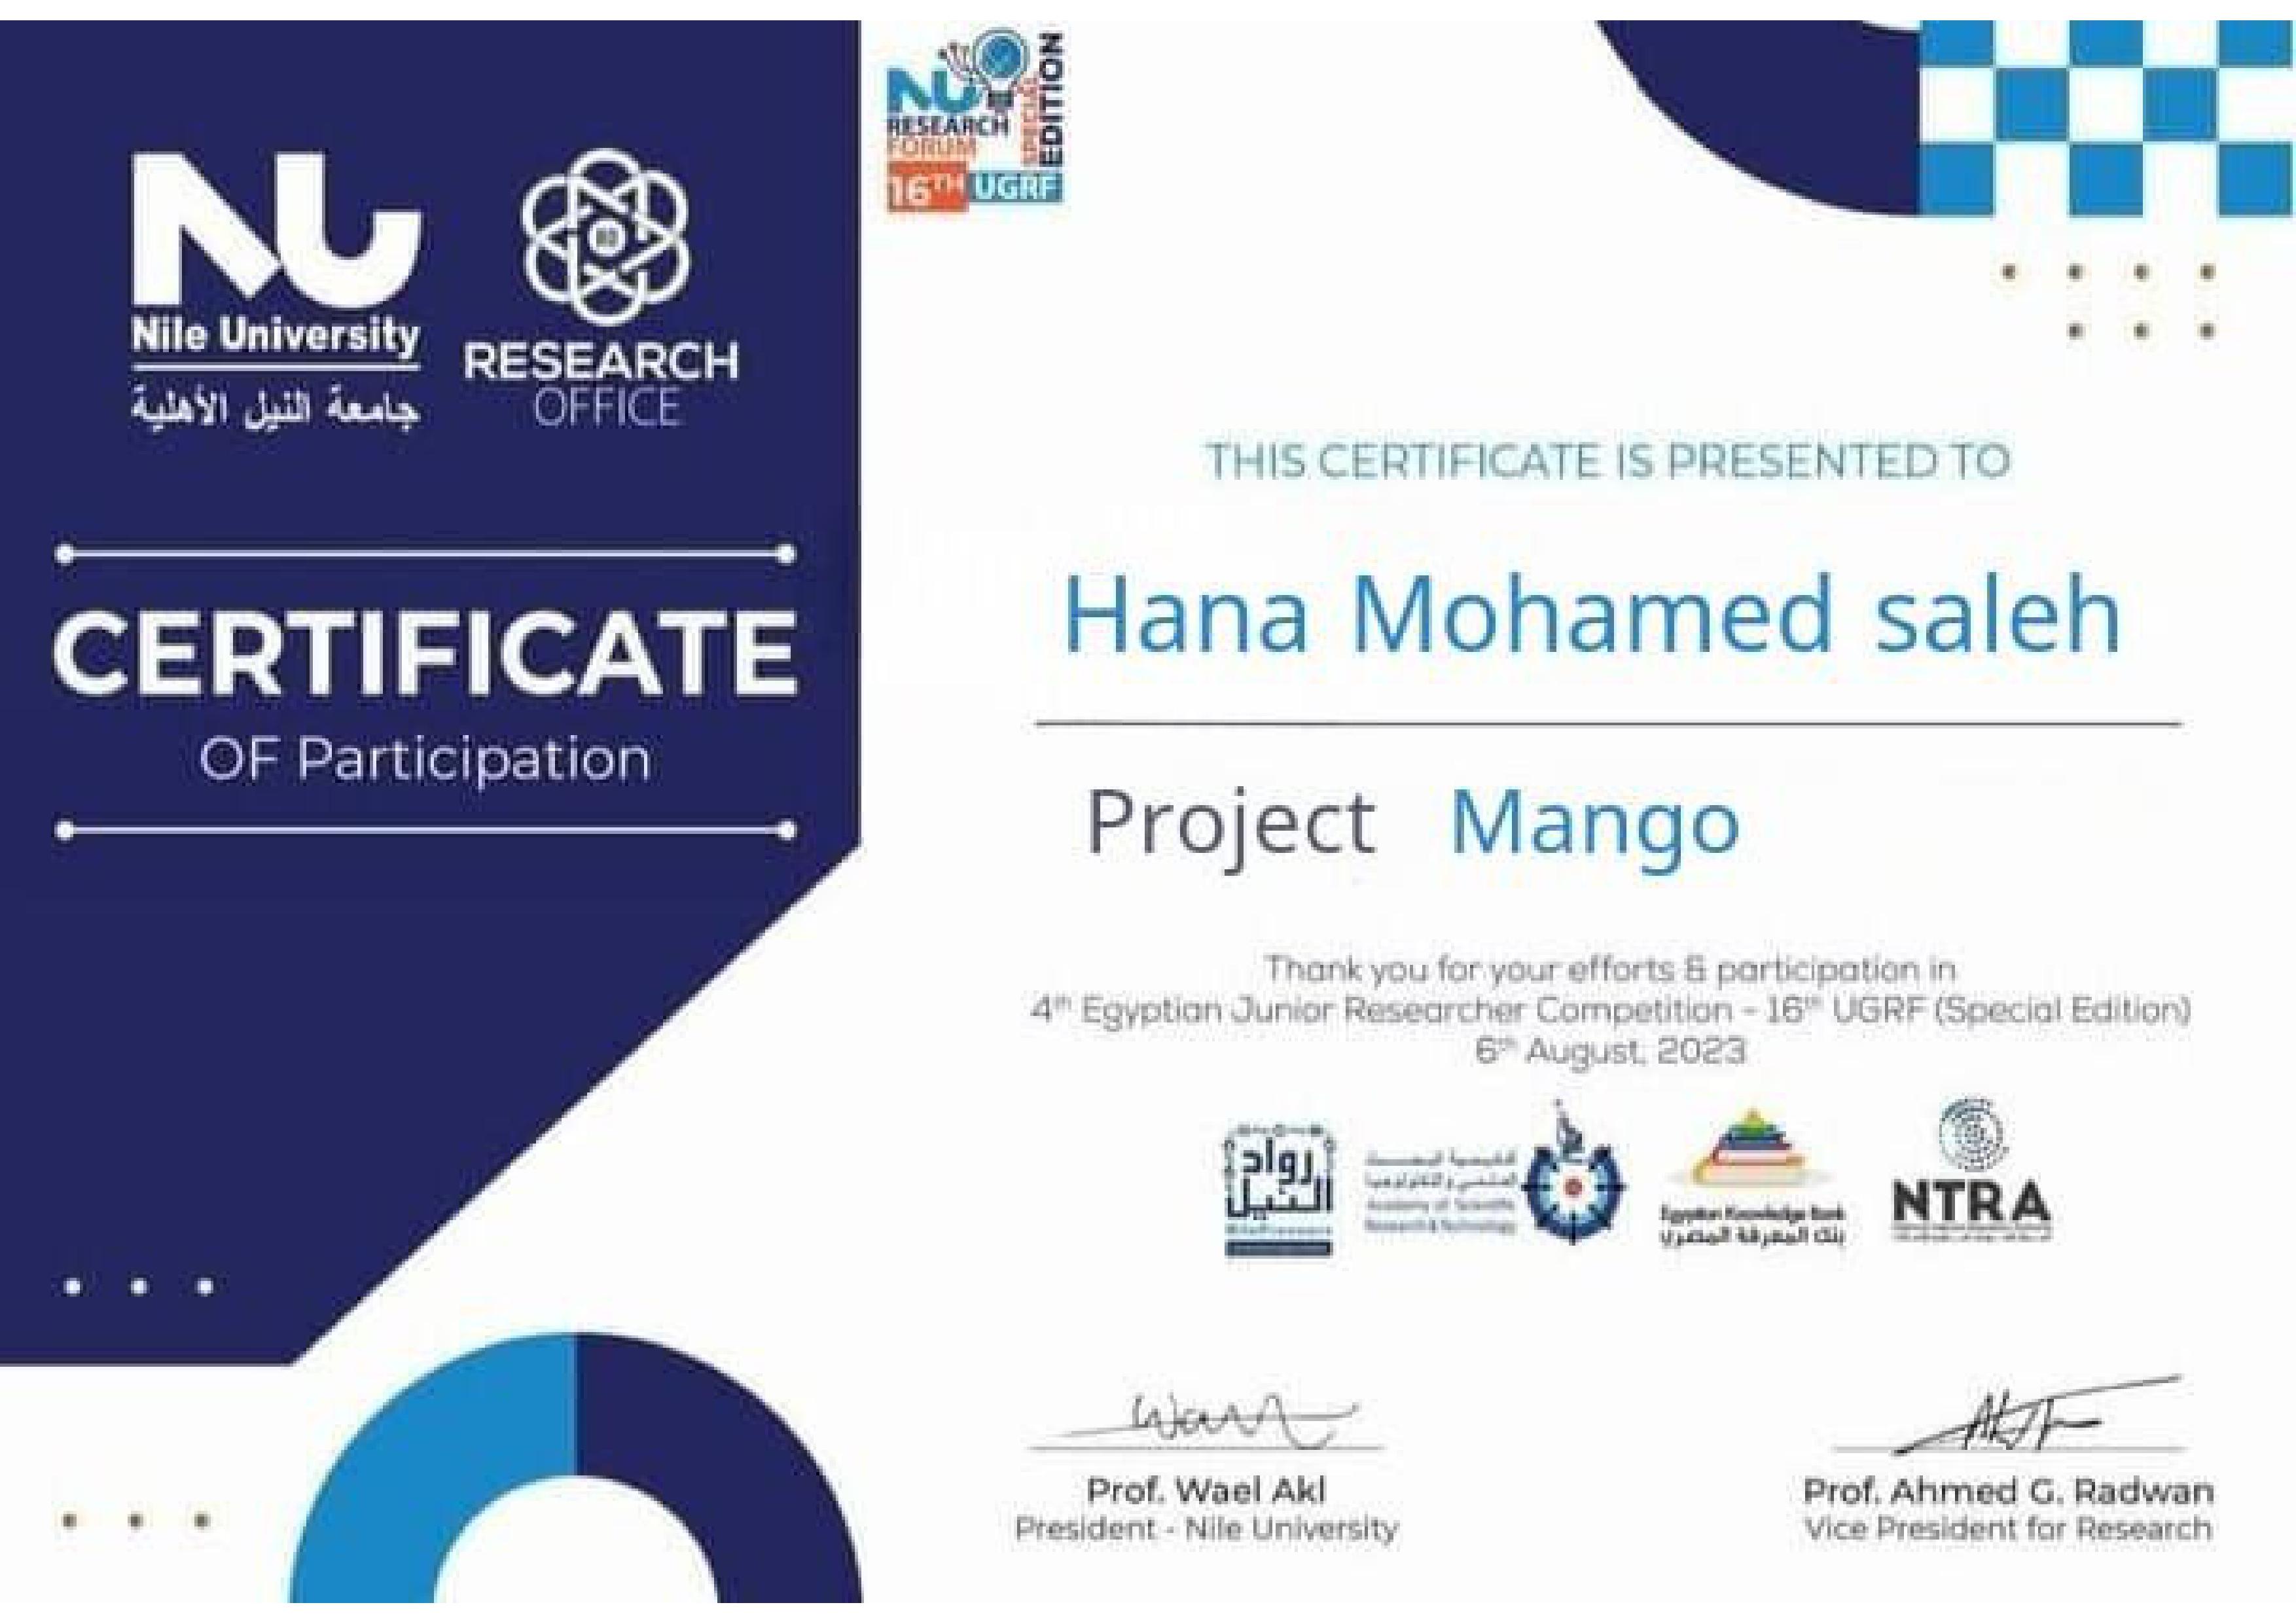 NU
Nile University
جامعة النيل الأهلية
RESEARCH
OFFICE
CERTIFICATE
OF Participation
NU
RESEARCH
FORUM
SPECIAL
EDITION
16TH UGRF
THIS CERTIFICATE IS PRESENTED TO
Hana Mohamed saleh
Project Mango
Thank you for your efforts & participation in
4th Egyptian Junior Researcher Competition - 16th UGRF (Special Edition)
6th August, 2023
رواد
النيل
أكاديمية البحث
العلمي والتكنولوجيا
Academy of Scientific
Research & Technology
Egyptian Knowledge Bank
بنك المعرفة المصري
NTRA
Prof. Wael Akl
President - Nile University
Prof. Ahmed G. Radwan
Vice President for Research